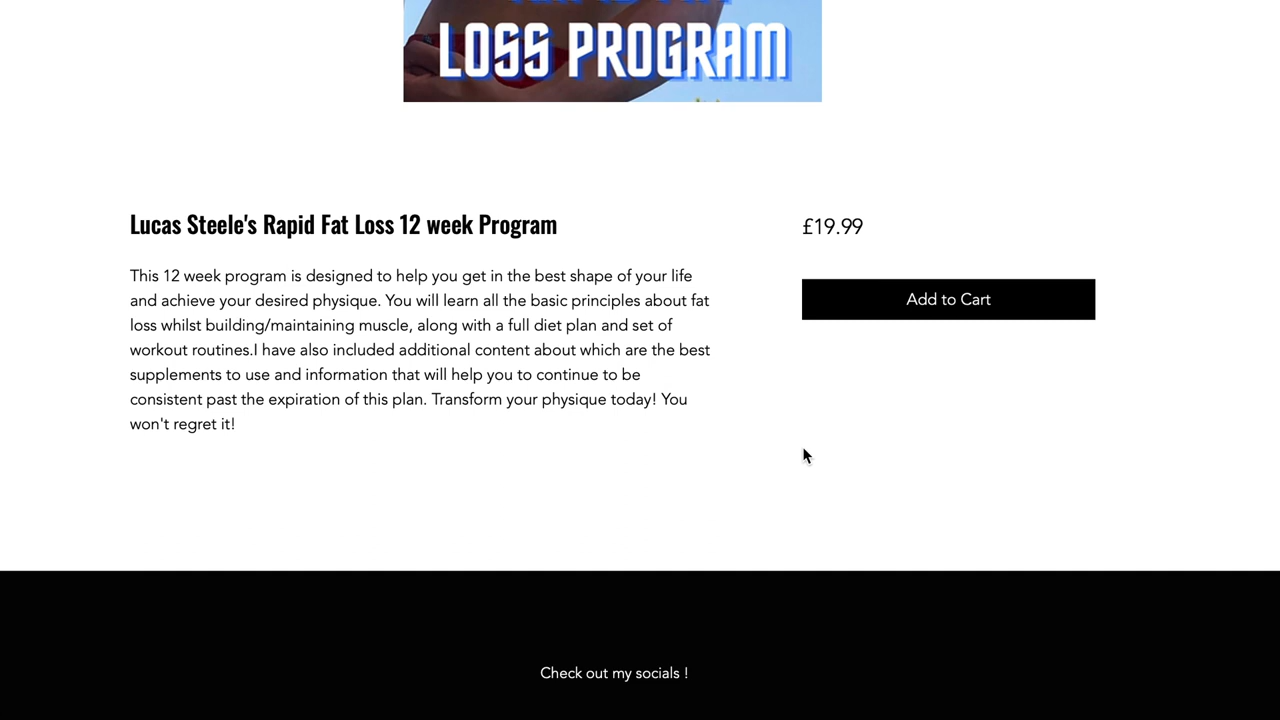 LOSS PROGRAM
Lucas Steele's Rapid Fat Loss 12 week Program
£19.99
This 12 week program is designed to help you get in the best shape of your life
and achieve your desired physique. You will learn all the basic principles about fat
loss whilst building/maintaining muscle, along with a full diet plan and set of
workout routines.I have also included additional content about which are the best
supplements to use and information that will help you to continue to be
consistent past the expiration of this plan. Transform your physique today! You
won't regret it!
Add to Cart
Check out my socials !